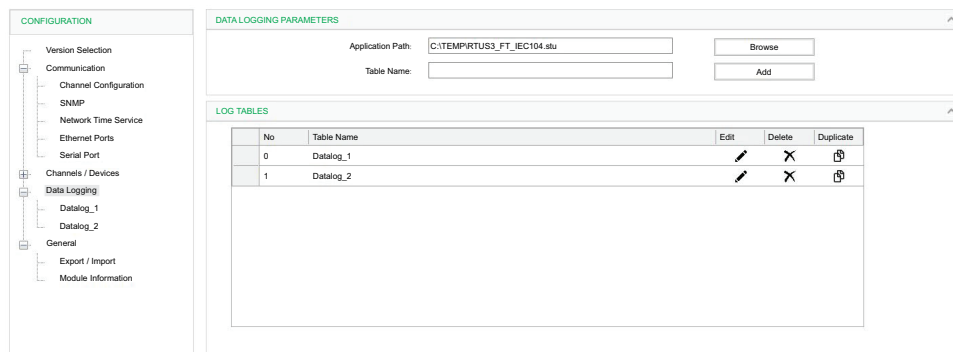 CONFIGURATION
Version Selection
Communication
Channel Configuration
SNMP
Network Time Service
Ethernet Ports
Serial Port
Channels / Devices
Data Logging
Datalog_1
Datalog_2
General
Export / Import
Module Information
DATA LOGGING PARAMETERS
Application Path: C:\TEMP\RTUS3_FT_IEC104.stu Browse
Table Name: Add
LOG TABLES
No Table Name Edit Delete Duplicate
0 Datalog_1
1 Datalog_2